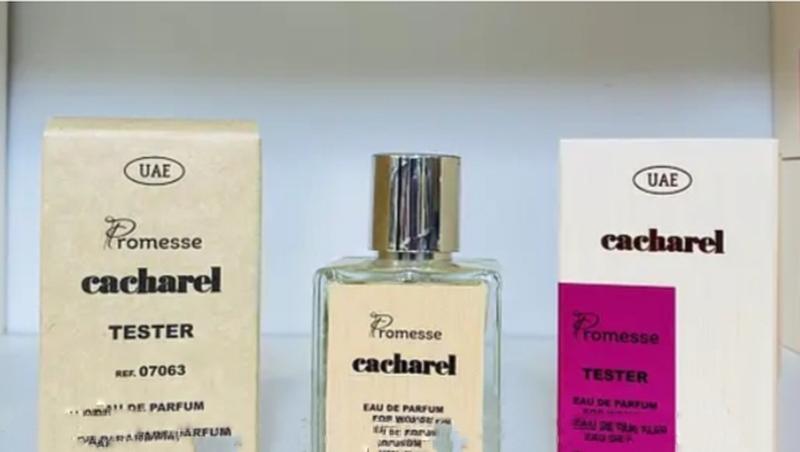 UAE
Promesse
cacharel
TESTER
REF. 07063
EAU DE PARFUM
Promesse
cacharel
EAU DE PARFUM
UAE
cacharel
Promesse
TESTER
EAU DE PARFUM